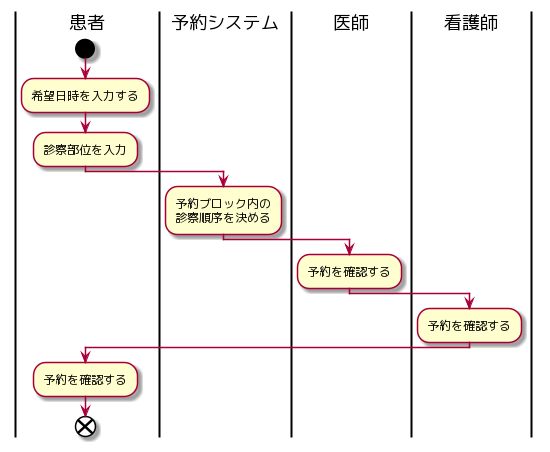 患者
予約システム
医師
看護師
希望日時を入力する
診察部位を入力
予約ブロック内の
診察順序を決める
予約を確認する
予約を確認する
予約を確認する